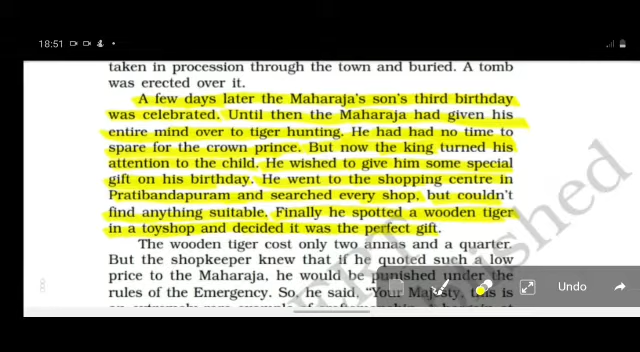 18:51
taken in procession through the town and buried. A tomb
was erected over it.
A few days later the Maharaja's son's third birthday
was celebrated. Until then the Maharaja had given his
entire mind over to tiger hunting. He had had no time to
spare for the crown prince. But now the king turned his
attention to the child. He wished to give him some special
gift on his birthday. He went to the shopping centre in
Pratibandapuram and searched every shop, but couldn't
find anything suitable. Finally he spotted a wooden tiger
in a toyshop and decided it was the perfect gift.
The wooden tiger cost only two annas and a quarter.
But the shopkeeper knew that if he quoted such a low
price to the Maharaja, he would be punished under the
rules of the Emergency. So, he said, "Your Majesty, this is
Undo